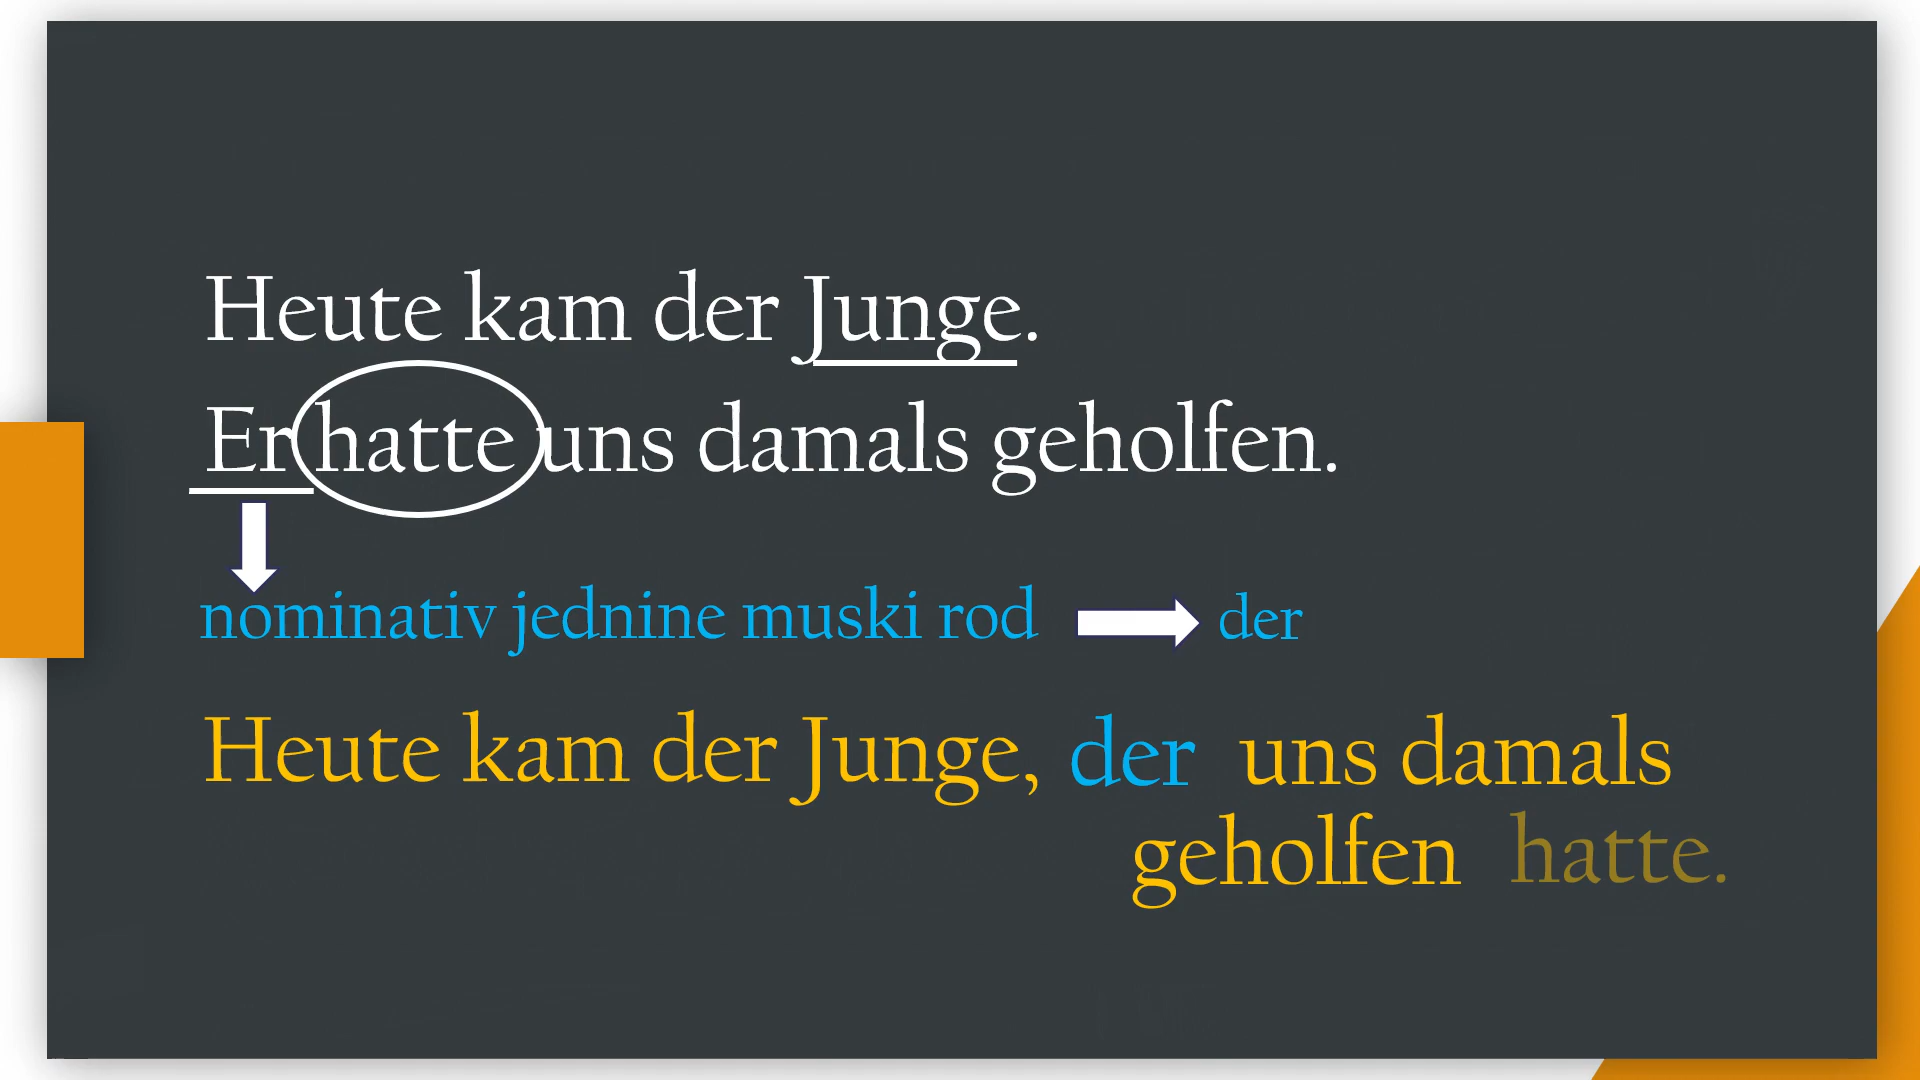 Heute kam der Junge.
Er hatte uns damals geholfen.
nominativ jednine muski rod der
Heute kam der Junge, der uns damals
geholfen hatte.